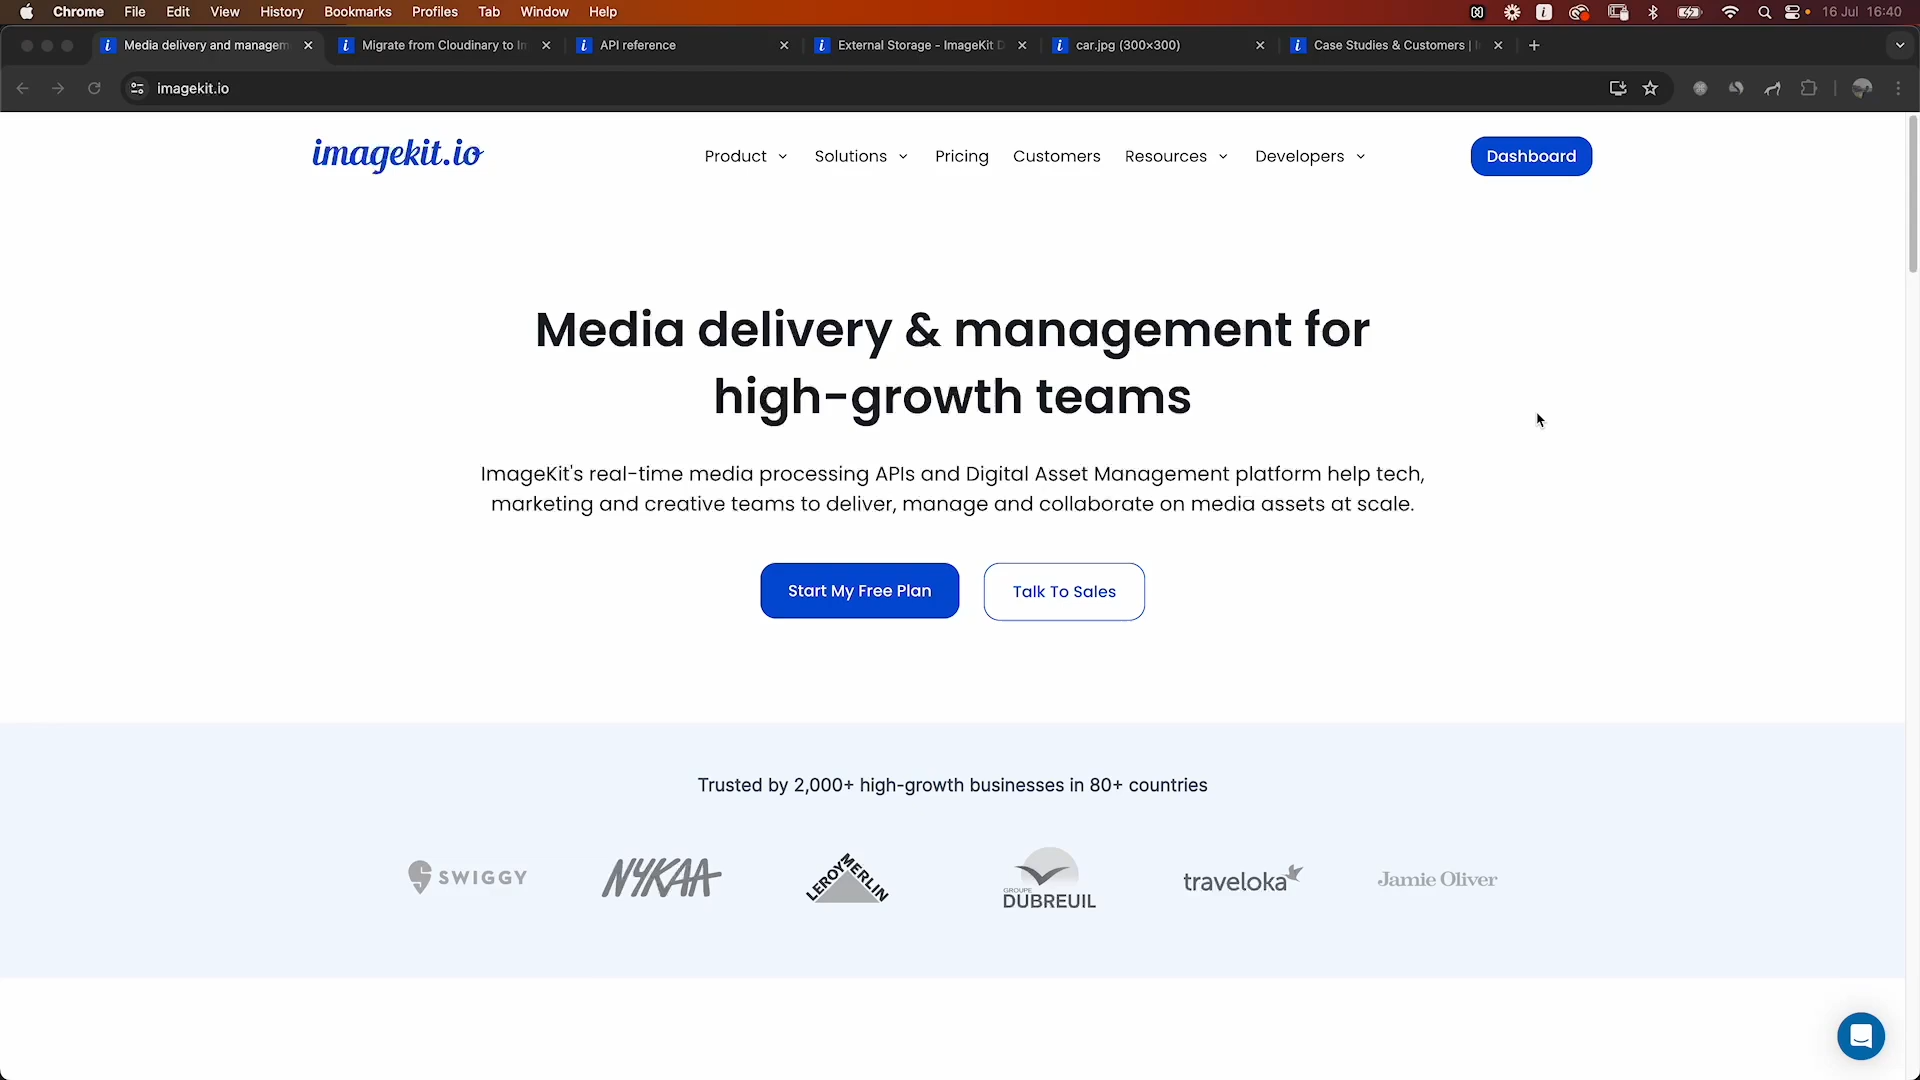 Chrome File Edit View History Bookmarks Profiles Tab Window Help 16 Jul 16:40
Media delivery and managem Migrate from Cloudinary to I API reference External Storage - ImageKit D car.jpg (300×300) Case Studies & Customers |
imagekit.io
imagekit.io Product Solutions Pricing Customers Resources Developers Dashboard
Media delivery & management for
high-growth teams
ImageKit's real-time media processing APIs and Digital Asset Management platform help tech,
marketing and creative teams to deliver, manage and collaborate on media assets at scale.
Start My Free Plan Talk To Sales
Trusted by 2,000+ high-growth businesses in 80+ countries
SWIGGY NYKAA LEROY MERLIN GROUPE DUBREUIL traveloka Jamie Oliver